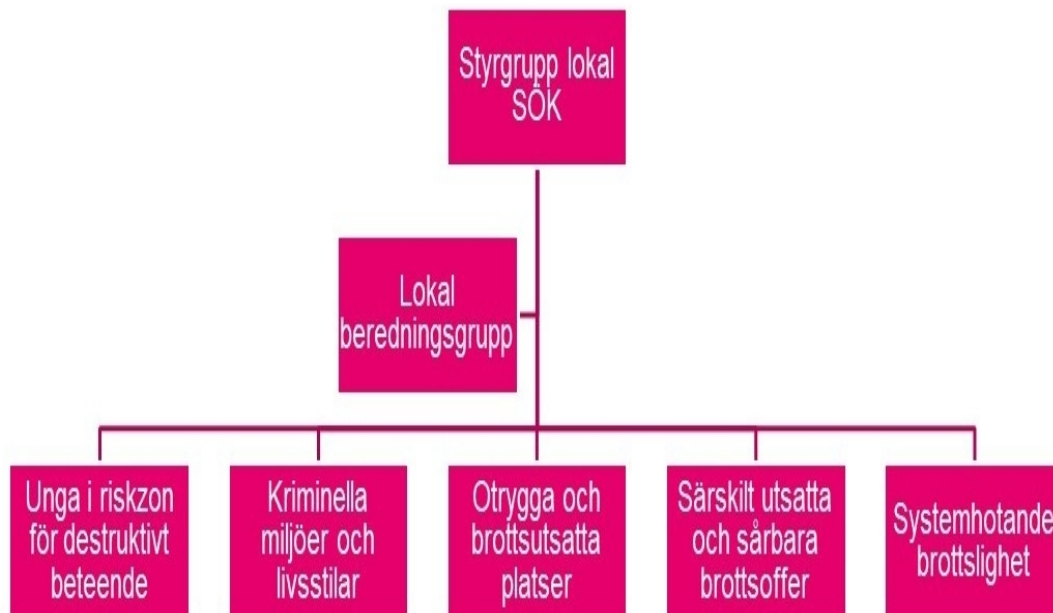 Styrgrupp lokal
SÖK
Lokal
beredningsgrupp
Unga i riskzon
för destruktivt
beteende
Kriminella
miljöer och
livsstilar
Otrygga och
brottsutsatta
platser
Särskilt utsatta
och sårbara
brottsoffer
Systemhotande
brottslighet